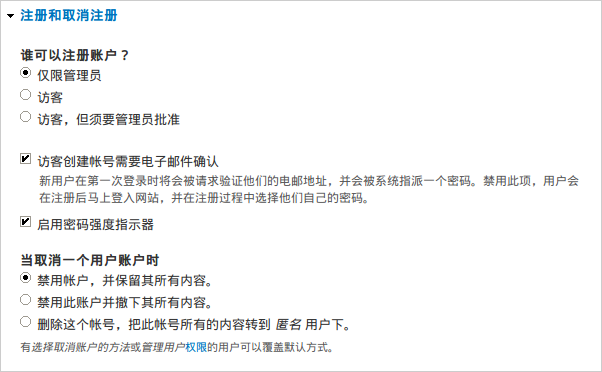 注册和取消注册
谁可以注册账户？
仅限管理员
访客
访客，但须要管理员批准
访客创建帐号需要电子邮件确认
新用户在第一次登录时将会被请求验证他们的电邮地址，并会被系统指派一个密码。禁用此项，用户会
在注册后马上登入网站，并在注册过程中选择他们自己的密码。
启用密码强度指示器
当取消一个用户账户时
禁用帐户，并保留其所有内容。
禁用此账户并撤下其所有内容。
删除这个帐号，把此帐号所有的内容转到 匿名 用户下。
有选择取消账户的方法或管理用户权限的用户可以覆盖默认方式。